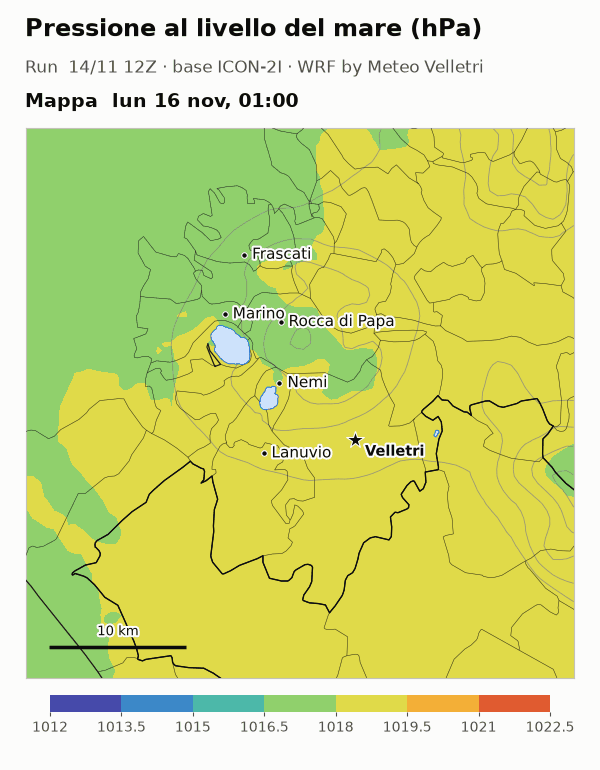 Pressione al livello del mare (hPa)
Run 14/11 12Z · base ICON-2I · WRF by Meteo Velletri
Mappa lun 16 nov, 01:00
Frascati
Marino
Rocca di Papa
Nemi
Velletri
Lanuvio
10 km
1012 1013.5 1015 1016.5 1018 1019.5 1021 1022.5